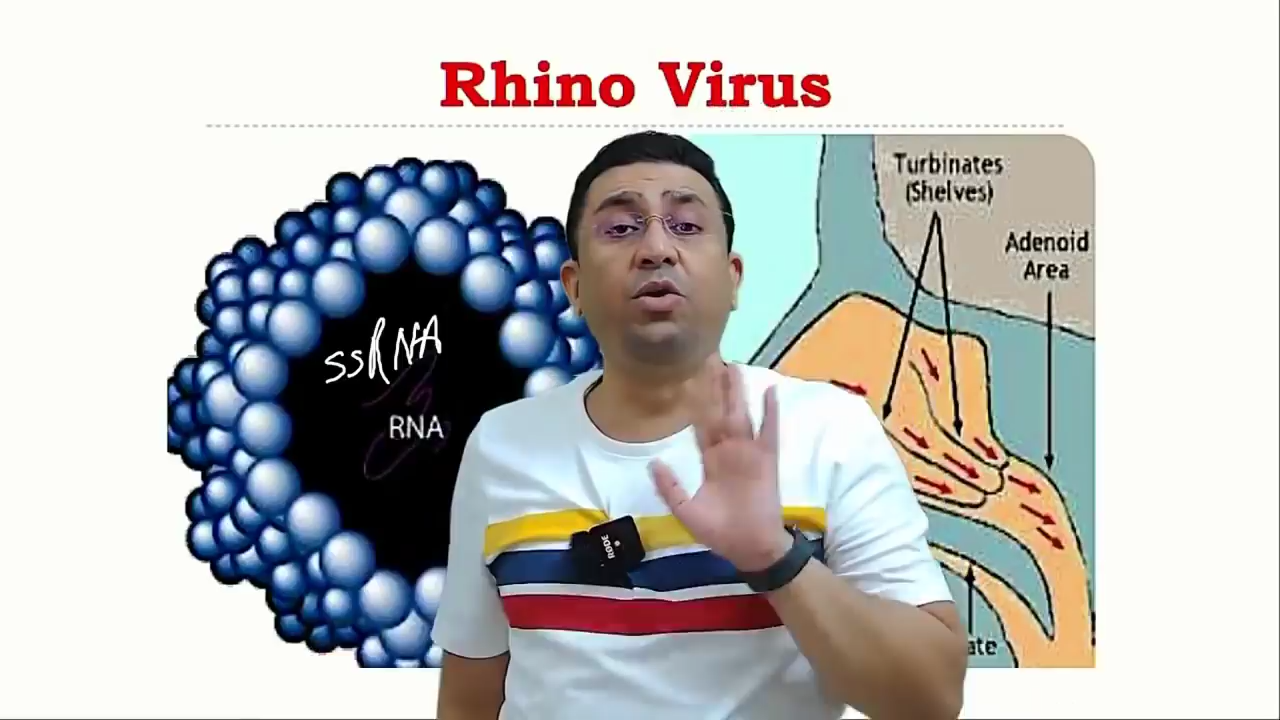 Rhino Virus
Turbinates
(Shelves)
Adenoid
Area
ssRNA
RNA
RODE